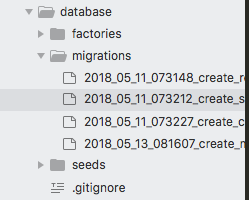 database
factories
migrations
2018_05_11_073148_create_r
2018_05_11_073212_create_s
2018_05_11_073227_create_c
2018_05_13_081607_create_n
seeds
.gitignore